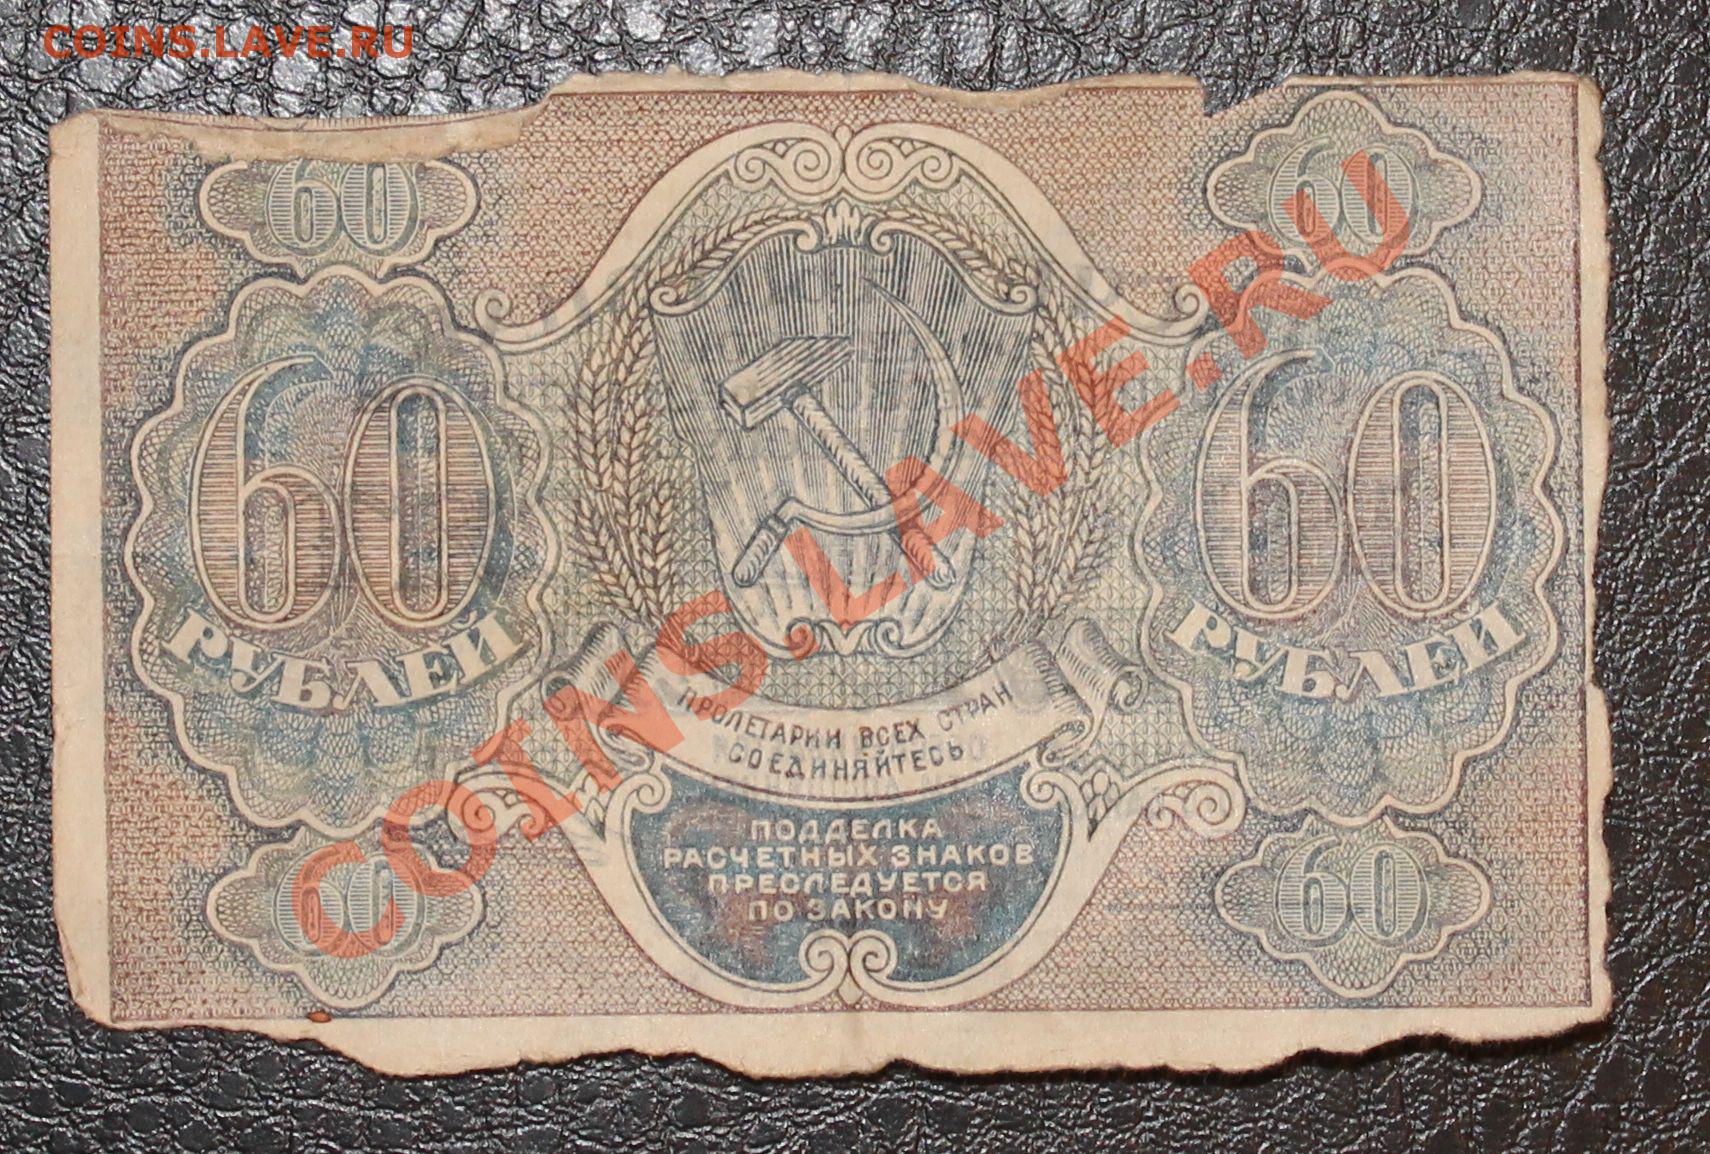 COINS.LAVE.RU
60
60
60
РУБЛЕЙ
60
РУБЛЕЙ
ПРОЛЕТАРИИ ВСЕХ СТРАН
СОЕДИНЯЙТЕСЬ
ПОДДЕЛКА
РАСЧЕТНЫХ ЗНАКОВ
ПРЕСЛЕДУЕТСЯ
ПО ЗАКОНУ
60
60
COINS.LAVE.RU